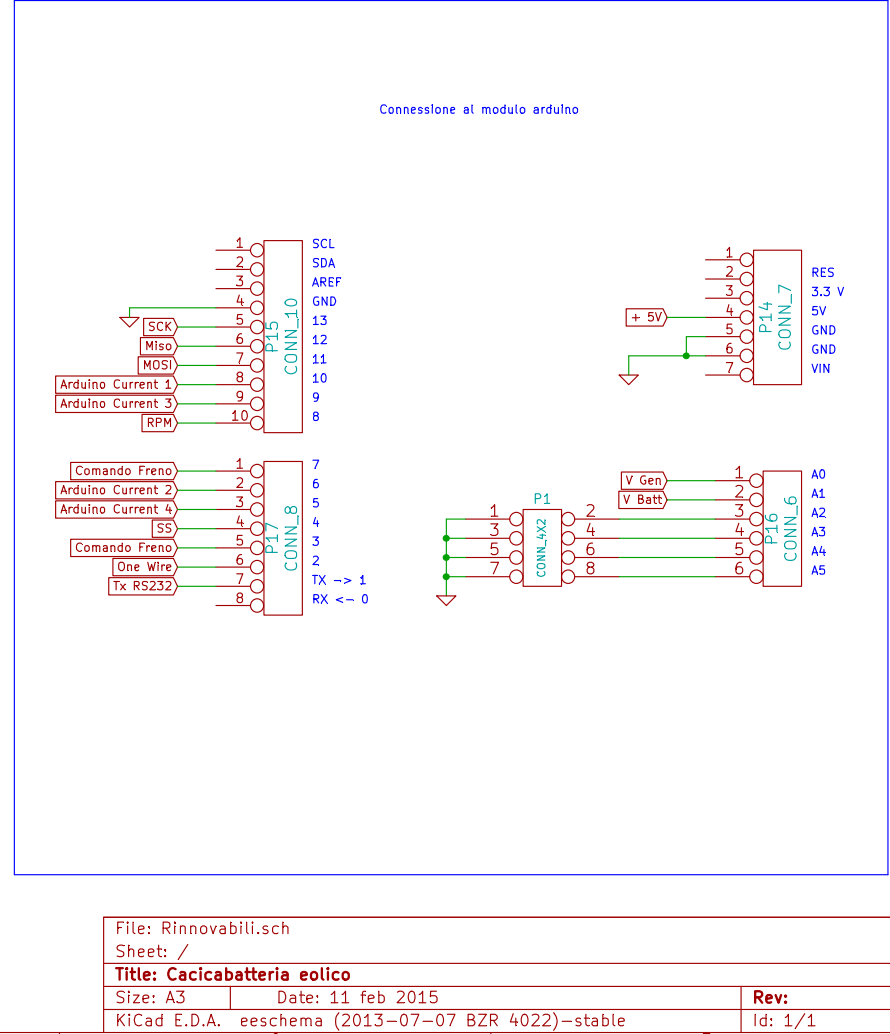 Connessione al modulo arduino
1 SCL
2 SDA
3 AREF
4 GND
SCK 5 13
Miso 6 12
MOSI 7 11
Arduino Current 1 8 10
Arduino Current 3 9 9
RPM 10 8
P15
CONN_10
1
2 RES
3 3.3 V
+ 5V 4 5V
5 GND
6 GND
7 VIN
P14
CONN_7
Comando Freno 1 7
Arduino Current 2 2 6
Arduino Current 4 3 5
SS 4 4
Comando Freno 5 3
One Wire 6 2
Tx RS232 7 TX -> 1
8 RX <- 0
P17
CONN_8
P1
1 2
3 4
5 6
7 8
CONN_4X2
V Gen 1 A0
V Batt 2 A1
3 A2
4 A3
5 A4
6 A5
P16
CONN_6
File: Rinnovabili.sch
Sheet: /
Title: Cacicabatteria eolico
Size: A3 Date: 11 feb 2015 Rev:
KiCad E.D.A. eeschema (2013-07-07 BZR 4022)-stable Id: 1/1